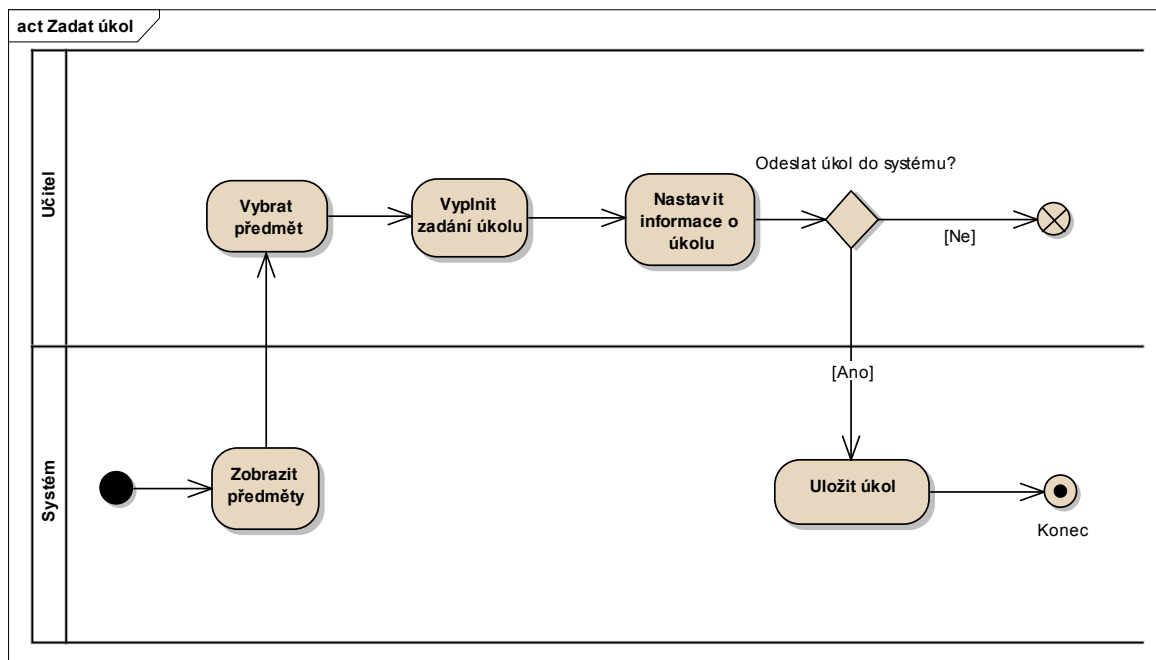 act Zadat úkol
Učitel
Vybrat
předmět
Vyplnit
zadání úkolu
Nastavit
informace o
úkolu
Odeslat úkol do systému?
[Ne]
[Ano]
Systém
Zobrazit
předměty
Uložit úkol
Konec